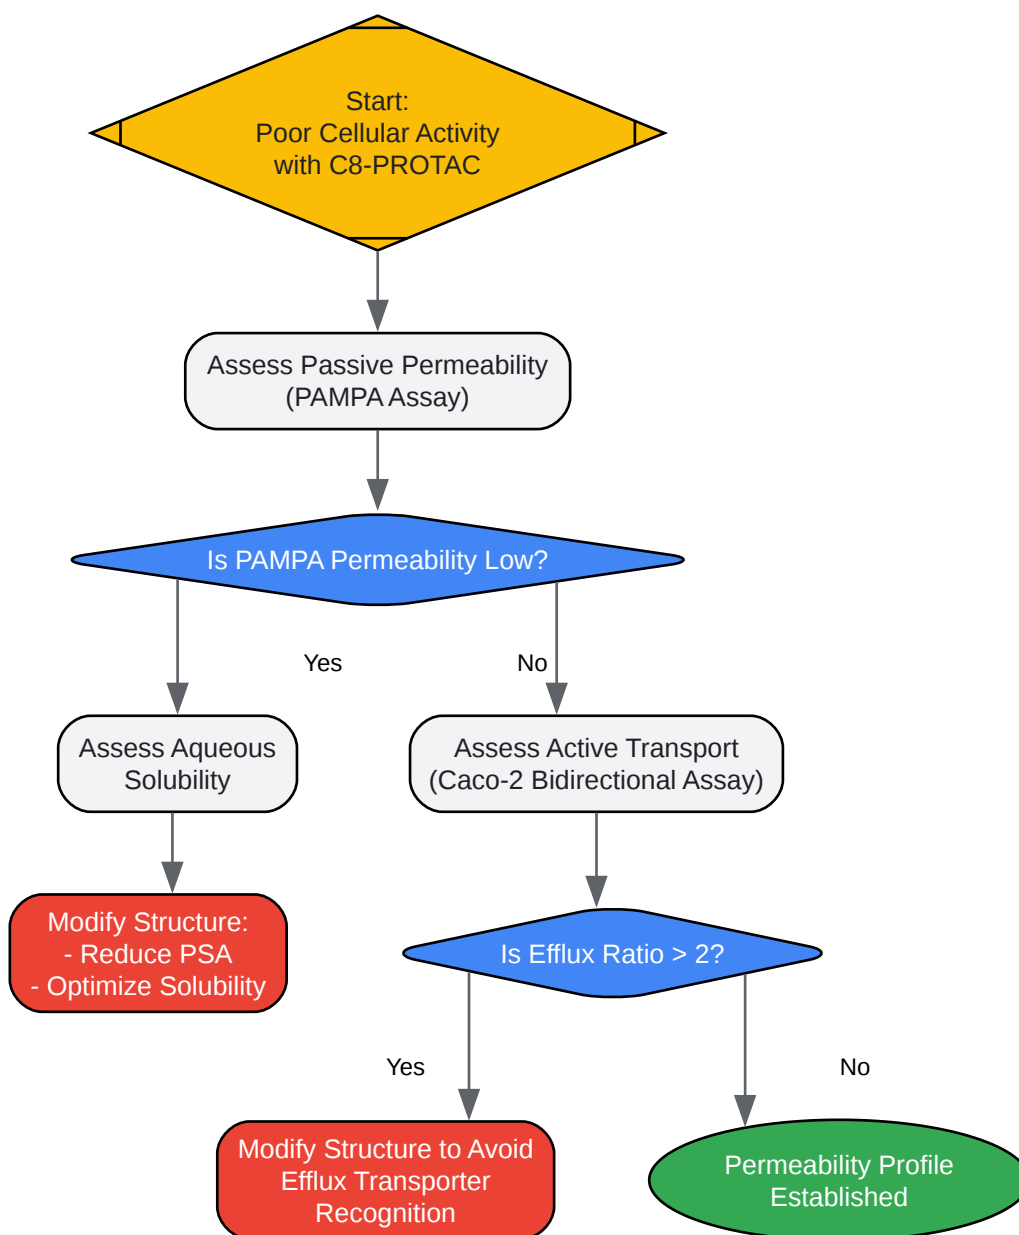 Start:
Poor Cellular Activity
with C8-PROTAC
Assess Passive Permeability
(PAMPA Assay)
Is PAMPA Permeability Low?
Yes
No
Assess Aqueous
Solubility
Assess Active Transport
(Caco-2 Bidirectional Assay)
Modify Structure:
- Reduce PSA
- Optimize Solubility
Is Efflux Ratio > 2?
Yes
No
Modify Structure to Avoid
Efflux Transporter
Recognition
Permeability Profile
Established